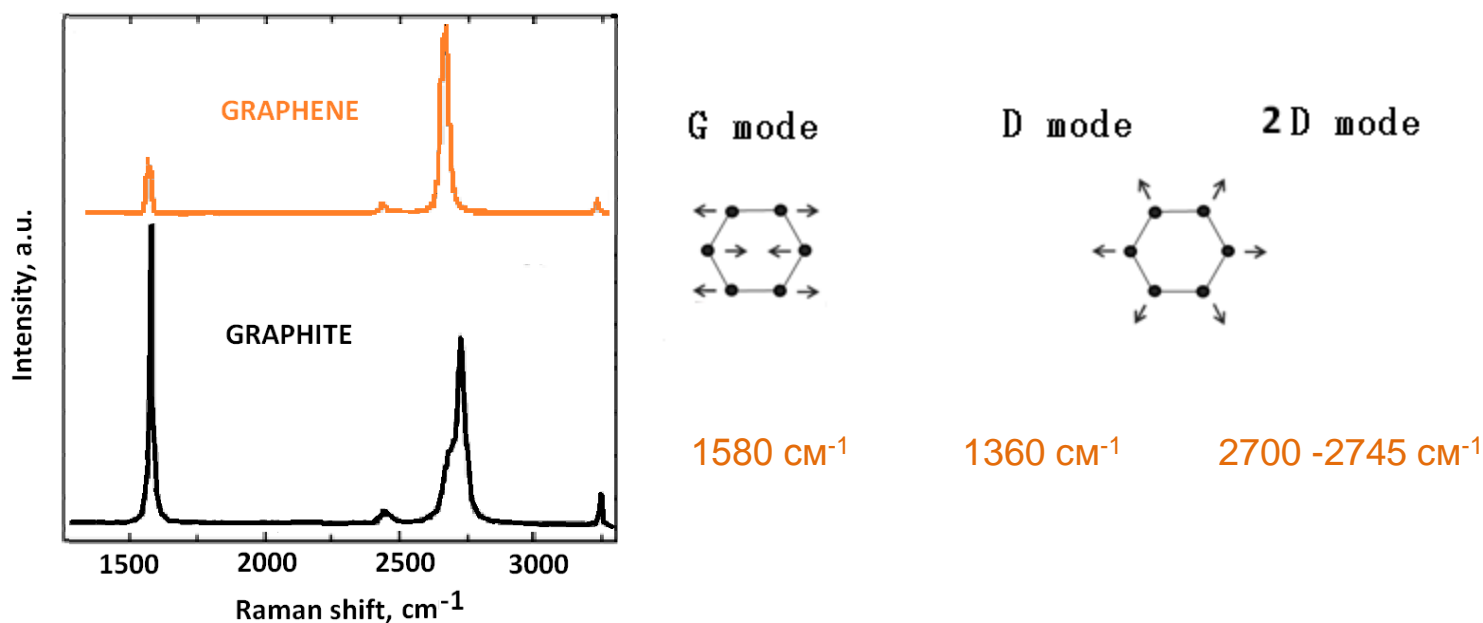 GRAPHENE
GRAPHITE
Intensity, a.u.
1500 2000 2500 3000
Raman shift, cm⁻¹
G mode D mode 2D mode
1580 см⁻¹ 1360 см⁻¹ 2700 -2745 см⁻¹